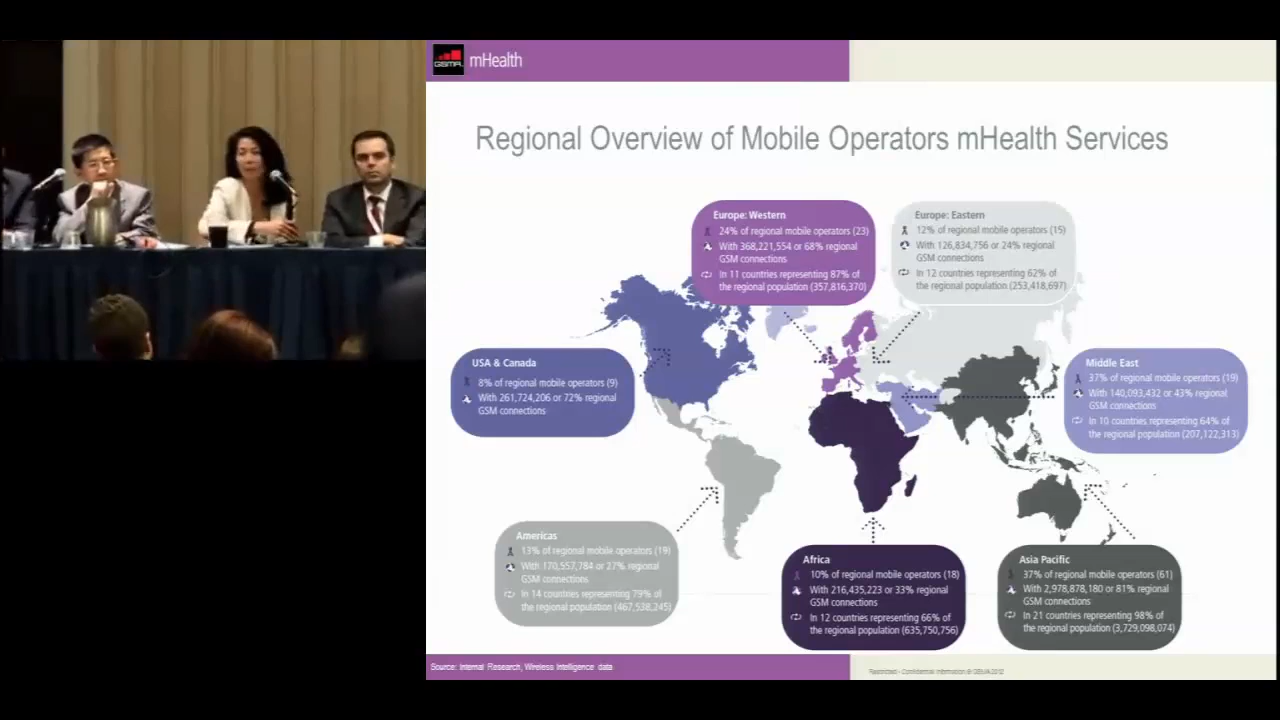 GSMA mHealth
Regional Overview of Mobile Operators mHealth Services
Europe: Western
24% of regional mobile operators (23)
With 368,221,554 or 68% regional
GSM connections
In 11 countries representing 87% of
the regional population (357,816,370)
Europe: Eastern
12% of regional mobile operators (15)
With 126,834,756 or 24% regional
GSM connections
In 12 countries representing 62% of
the regional population (253,418,697)
USA & Canada
8% of regional mobile operators (9)
With 261,724,206 or 72% regional
GSM connections
Middle East
37% of regional mobile operators (19)
With 140,093,432 or 43% regional
GSM connections
In 10 countries representing 64% of
the regional population (207,122,313)
Americas
13% of regional mobile operators (19)
With 170,557,784 or 27% regional
GSM connections
In 14 countries representing 79% of
the regional population (467,538,245)
Africa
10% of regional mobile operators (18)
With 216,435,223 or 33% regional
GSM connections
In 12 countries representing 66% of
the regional population (635,750,756)
Asia Pacific
37% of regional mobile operators (61)
With 2,978,878,180 or 81% regional
GSM connections
In 21 countries representing 98% of
the regional population (3,729,098,074)
Source: Internal Research, Wireless Intelligence data
Restricted - Confidential Information © GSMA 2012